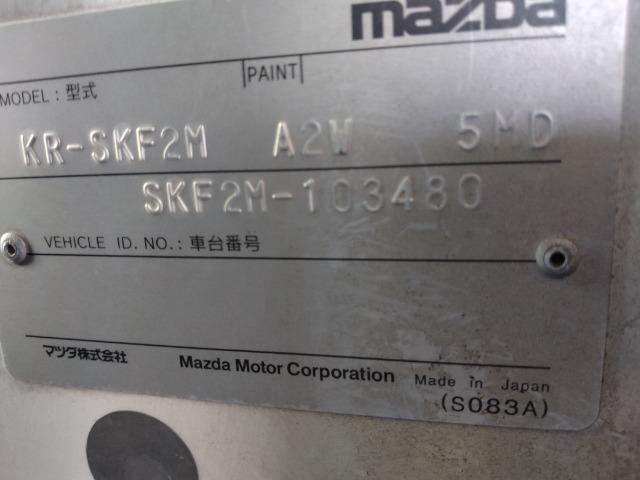 mazda
MODEL : 型式 PAINT
KR-SKF2M A2W 5MD
SKF2M-103480
VEHICLE ID. NO. : 車台番号
マツダ株式会社 Mazda Motor Corporation Made in Japan
(S083A)